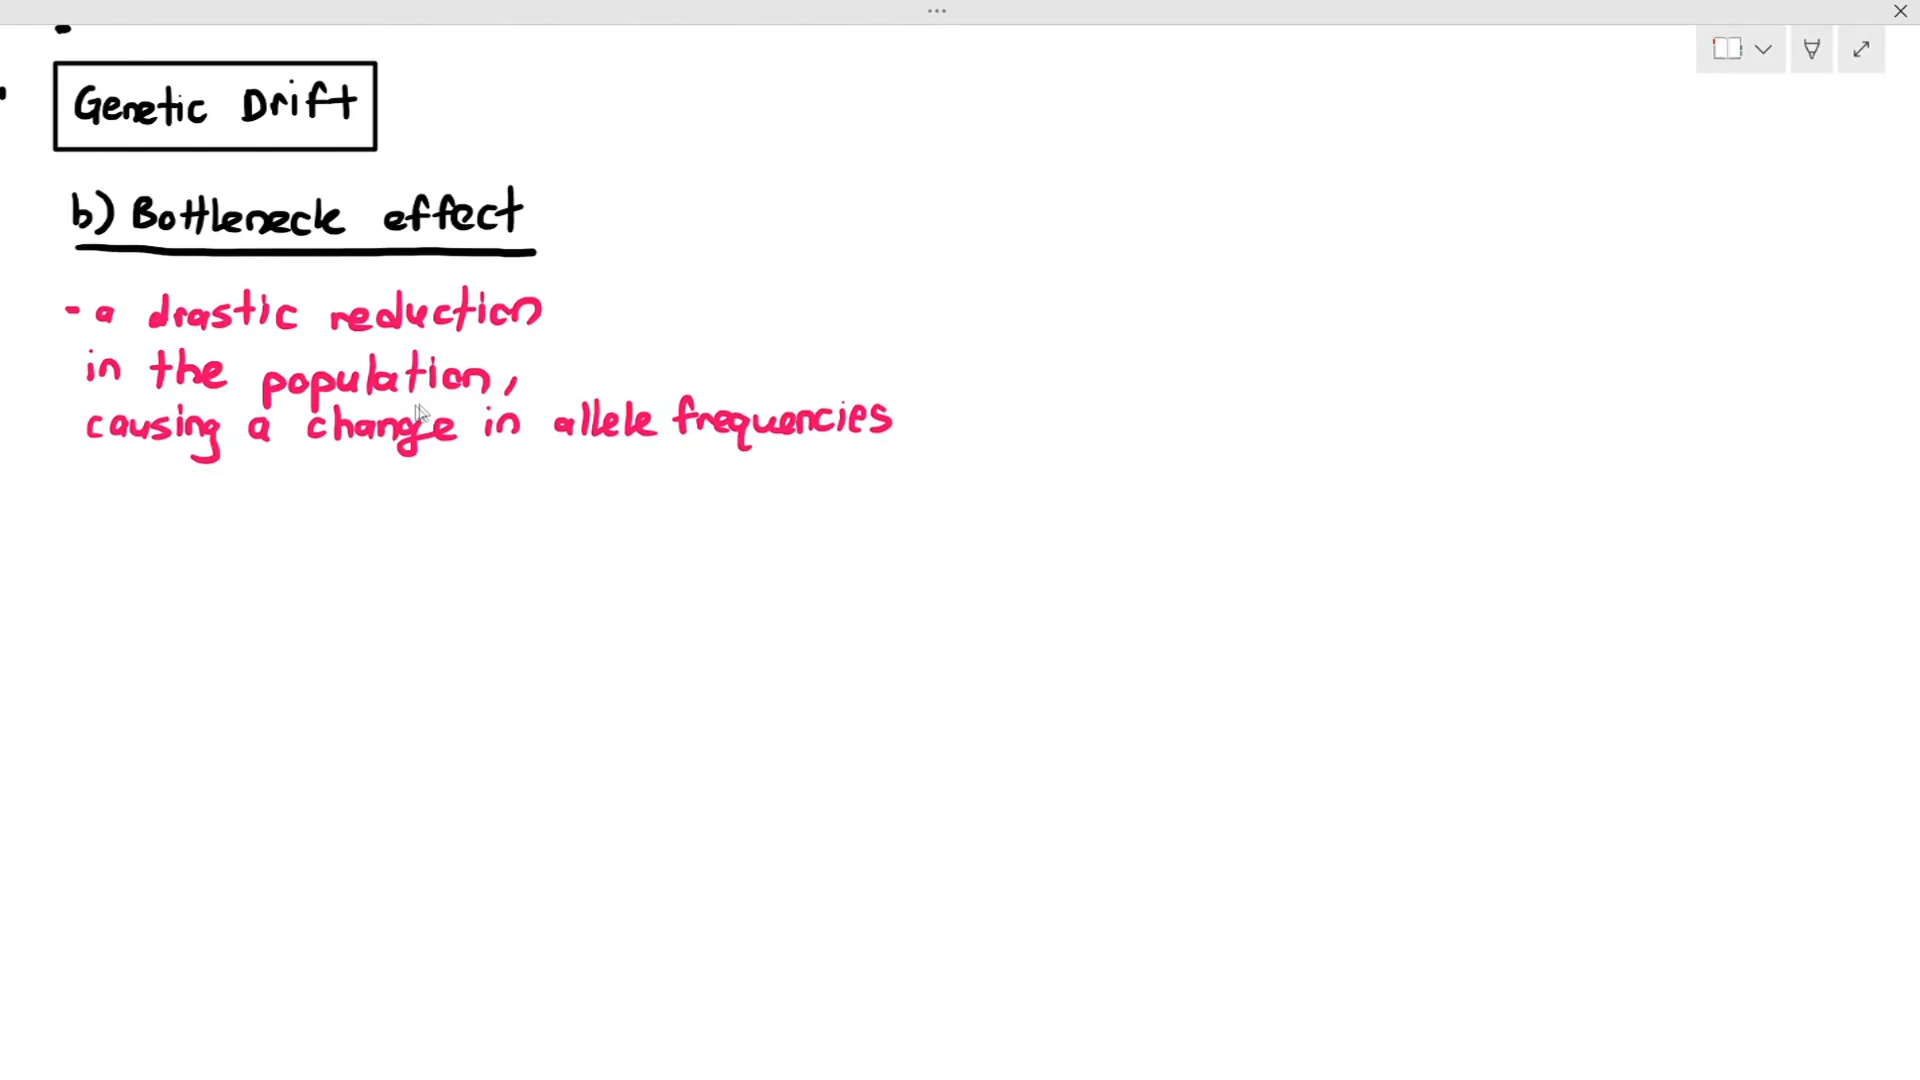 Genetic Drift
b) Bottleneck effect
- a drastic reduction
in the population,
causing a change in allele frequencies